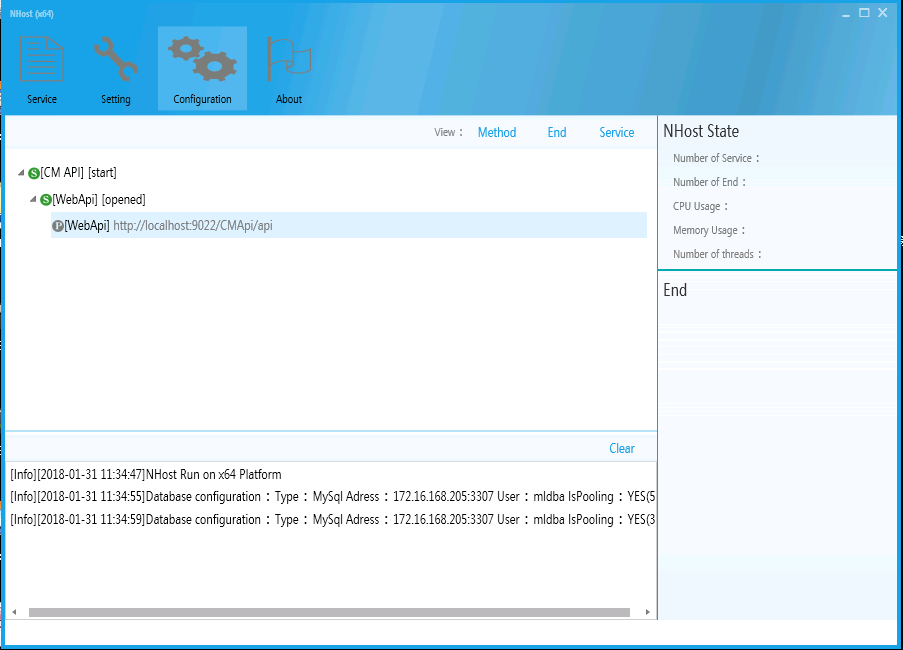 NHost (x64)
Service Setting Configuration About
View： Method End Service
[CM API] [start]
[WebApi] [opened]
[WebApi] http://localhost:9022/CMApi/api
Clear
[Info][2018-01-31 11:34:47]NHost Run on x64 Platform
[Info][2018-01-31 11:34:55]Database configuration：Type：MySql Adress：172.16.168.205:3307 User：mldba IsPooling：YES(5
[Info][2018-01-31 11:34:59]Database configuration：Type：MySql Adress：172.16.168.205:3307 User：mldba IsPooling：YES(3
NHost State
Number of Service：
Number of End：
CPU Usage：
Memory Usage：
Number of threads：
End